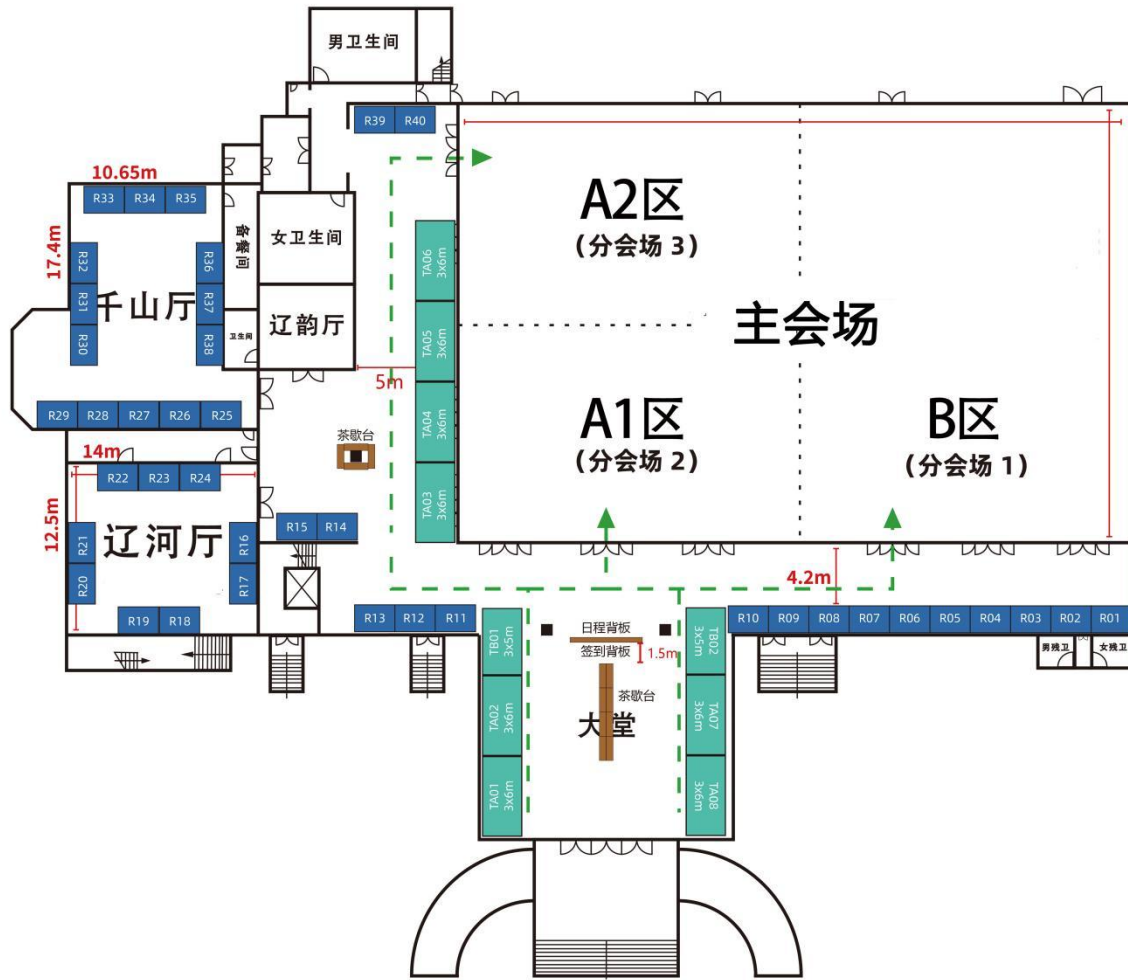 男卫生间
R39
R40
10.65m
R33
R34
R35
A2区
(分会场 3)
女卫生间
备餐间
17.4m
R32
R36
TA06
3x6m
R31
千山厅
R37
辽韵厅
主会场
R30
R38
卫生间
TA05
3x6m
5m
R29
R28
R27
R26
R25
TA04
3x6m
A1区
(分会场 2)
B区
(分会场 1)
茶歇台
14m
R22
R23
R24
TA03
3x6m
12.5m
辽河厅
R21
R16
R15
R14
R20
R17
4.2m
R19
R18
R13
R12
R11
TB01
3x5m
日程背板
签到背板
1.5m
TB02
3x5m
R10
R09
R08
R07
R06
R05
R04
R03
R02
R01
男残卫
女残卫
TA02
3x6m
茶歇台
大堂
TA07
3x6m
TA01
3x6m
TA08
3x6m